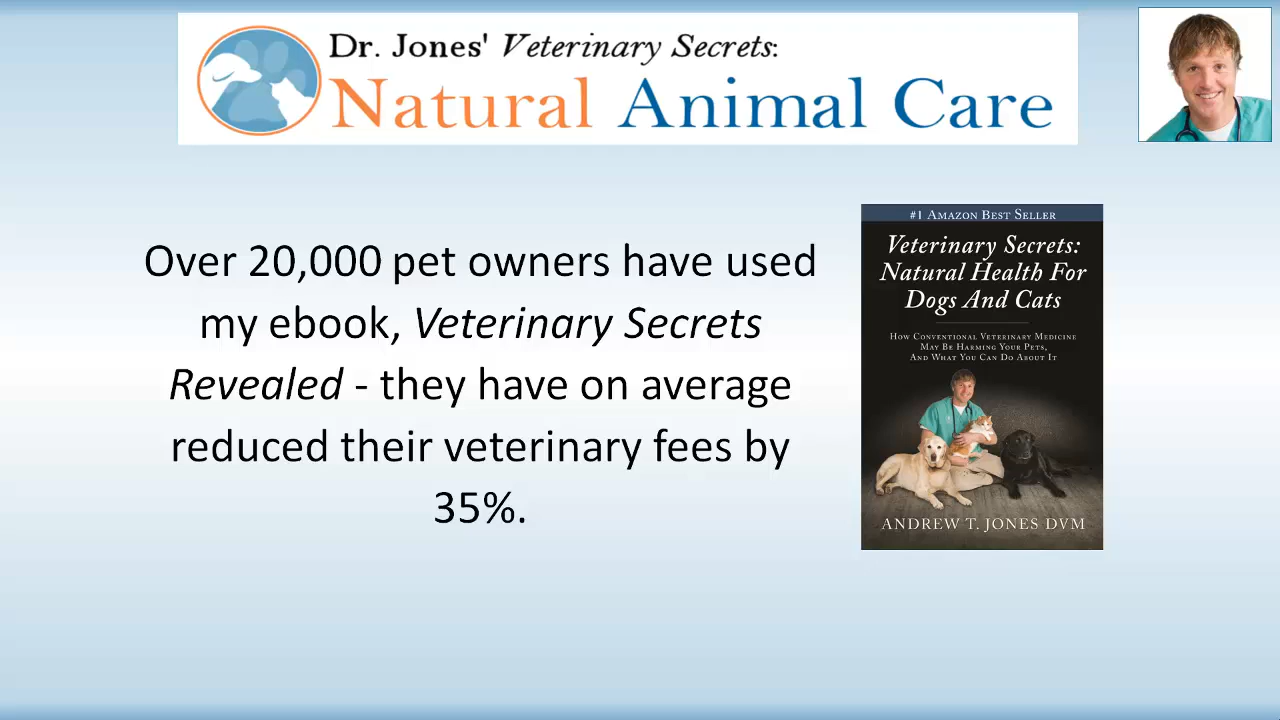 Dr. Jones' Veterinary Secrets:
Natural Animal Care
Over 20,000 pet owners have used
my ebook, Veterinary Secrets
Revealed - they have on average
reduced their veterinary fees by
35%.
#1 Amazon Best Seller
Veterinary Secrets:
Natural Health For
Dogs And Cats
How Conventional Veterinary Medicine
May Be Harming Your Pets,
And What You Can Do About It
Andrew T. Jones DVM